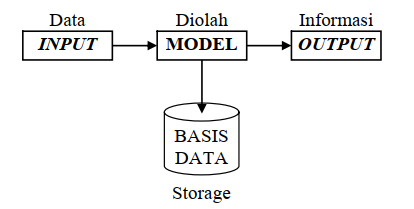 Data Diolah Informasi
INPUT MODEL OUTPUT
BASIS
DATA
Storage